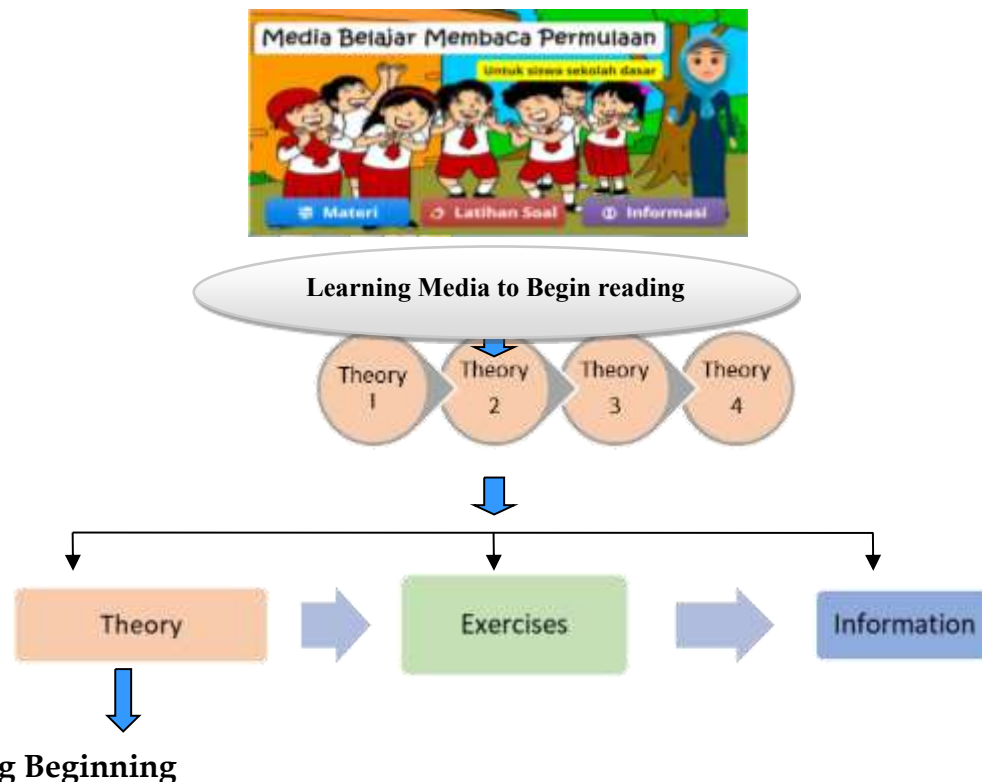 Media Belajar Membaca Permulaan
Untuk siswa sekolah dasar
Materi
Latihan Soal
Informasi
Learning Media to Begin reading
Theory
1
Theory
2
Theory
3
Theory
4
Theory
Exercises
Information
g Beginning